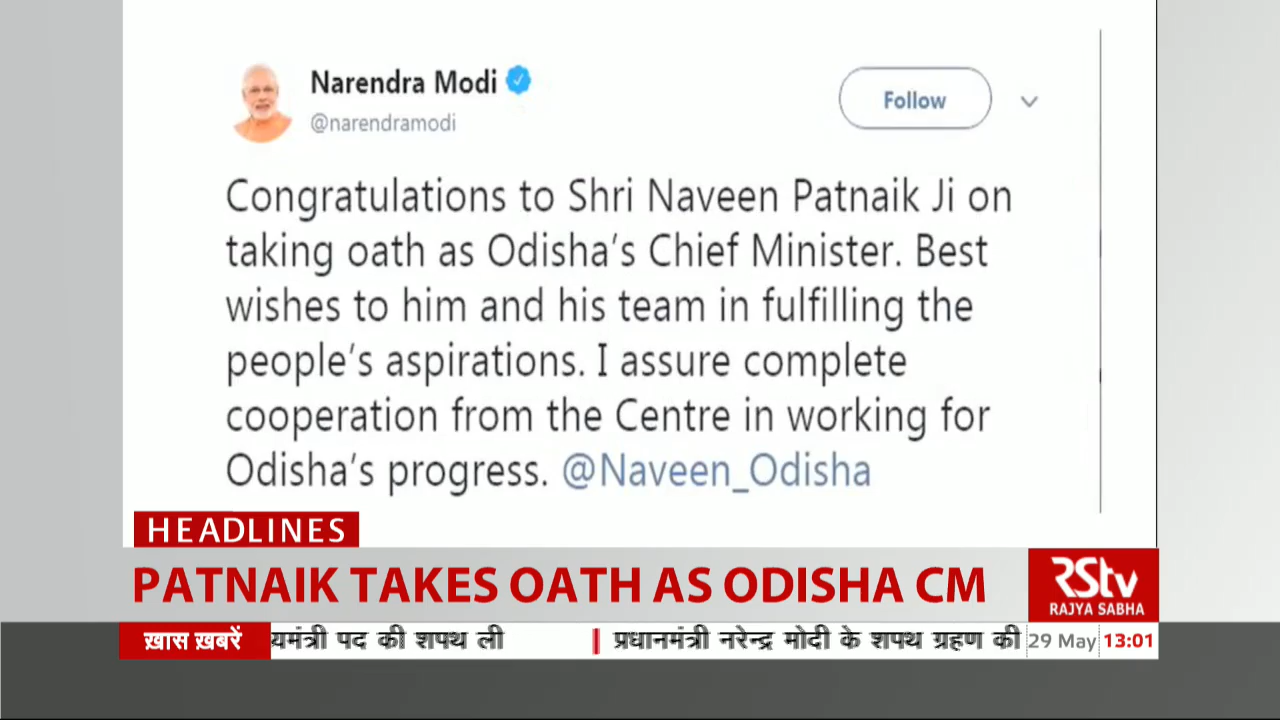 Narendra Modi
@narendramodi
Follow
Congratulations to Shri Naveen Patnaik Ji on
taking oath as Odisha's Chief Minister. Best
wishes to him and his team in fulfilling the
people's aspirations. I assure complete
cooperation from the Centre in working for
Odisha's progress. @Naveen_Odisha
HEADLINES
PATNAIK TAKES OATH AS ODISHA CM
RStv
RAJYA SABHA
ख़ास ख़बरें यमंत्री पद की शपथ ली | प्रधानमंत्री नरेन्द्र मोदी के शपथ ग्रहण की 29 May 13:01